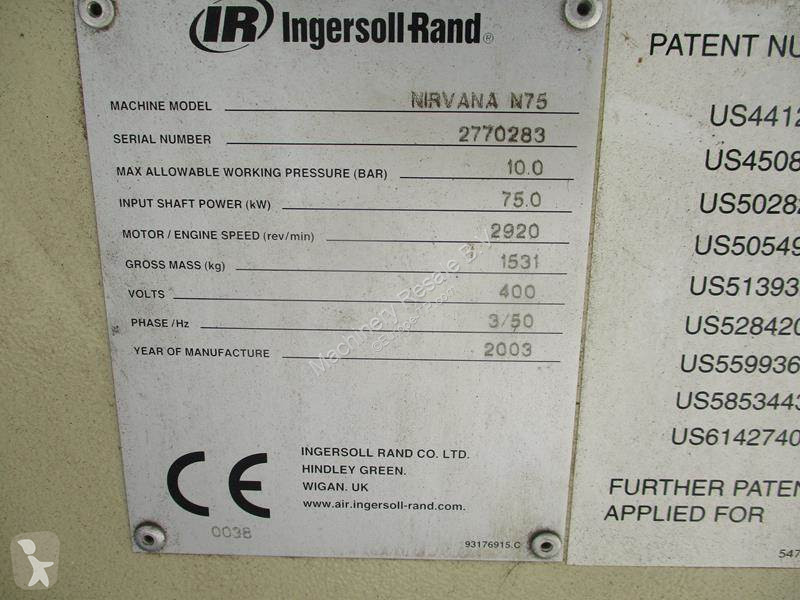 IR Ingersoll-Rand®
MACHINE MODEL NIRVANA N75
SERIAL NUMBER 2770283
MAX ALLOWABLE WORKING PRESSURE (BAR) 10.0
INPUT SHAFT POWER (kW) 75.0
MOTOR / ENGINE SPEED (rev/min) 2920
GROSS MASS (kg) 1531
VOLTS 400
PHASE /Hz 3/50
YEAR OF MANUFACTURE 2003
CE
0038
INGERSOLL RAND CO. LTD.
HINDLEY GREEN.
WIGAN. UK
www.air.ingersoll-rand.com.
93176915.C
PATENT NU
US4412
US4508
US50282
US50549
US51393
US528420
US559936
US5853443
US6142740
FURTHER PATEN
APPLIED FOR
547
Machinery Resale B.V.